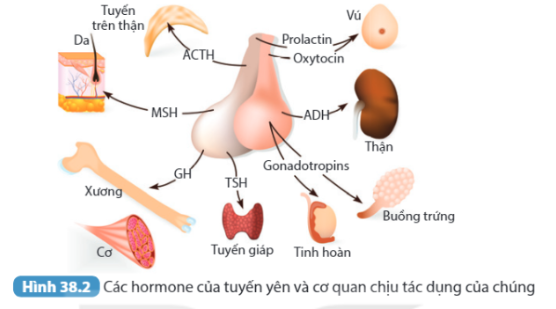 Tuyến
trên thận
Vú
Da
Prolactin
ACTH
Oxytocin
MSH
ADH
Thận
GH
TSH
Gonadotropins
Xương
Buồng trứng
Cơ
Tuyến giáp
Tinh hoàn
Hình 38.2 Các hormone của tuyến yên và cơ quan chịu tác dụng của chúng